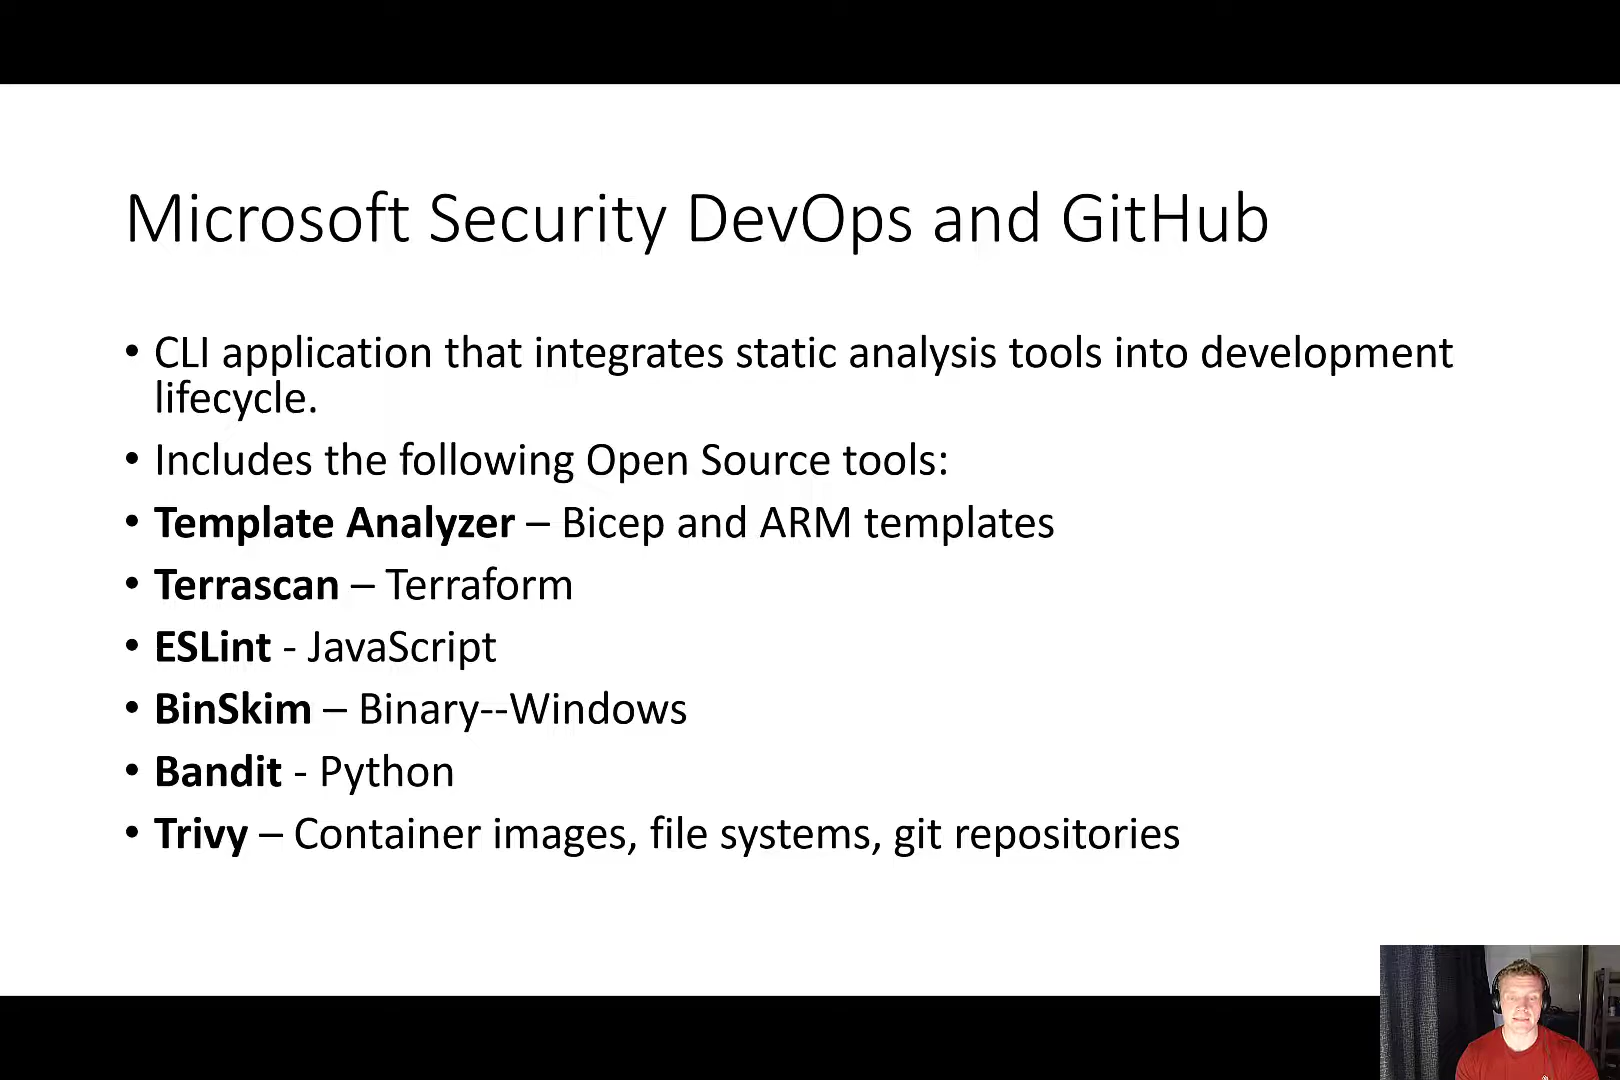 Microsoft Security DevOps and GitHub
• CLI application that integrates static analysis tools into development
lifecycle.
• Includes the following Open Source tools:
• Template Analyzer – Bicep and ARM templates
• Terrascan – Terraform
• ESLint - JavaScript
• BinSkim – Binary--Windows
• Bandit - Python
• Trivy – Container images, file systems, git repositories